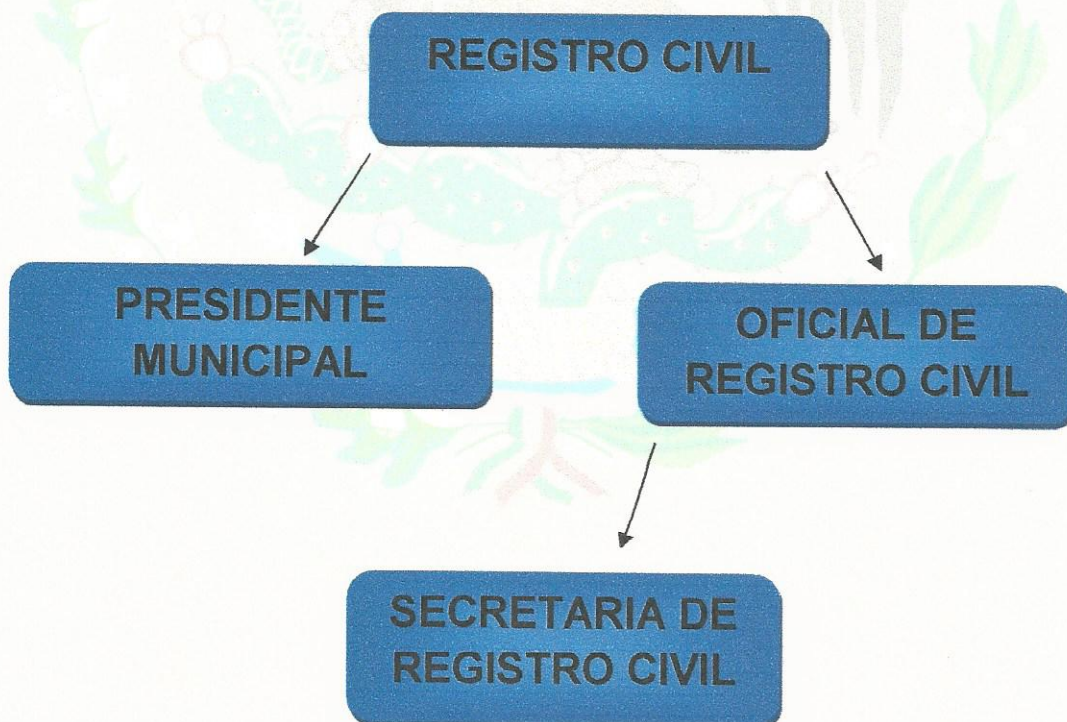 REGISTRO CIVIL
PRESIDENTE
MUNICIPAL
OFICIAL DE
REGISTRO CIVIL
SECRETARIA DE
REGISTRO CIVIL